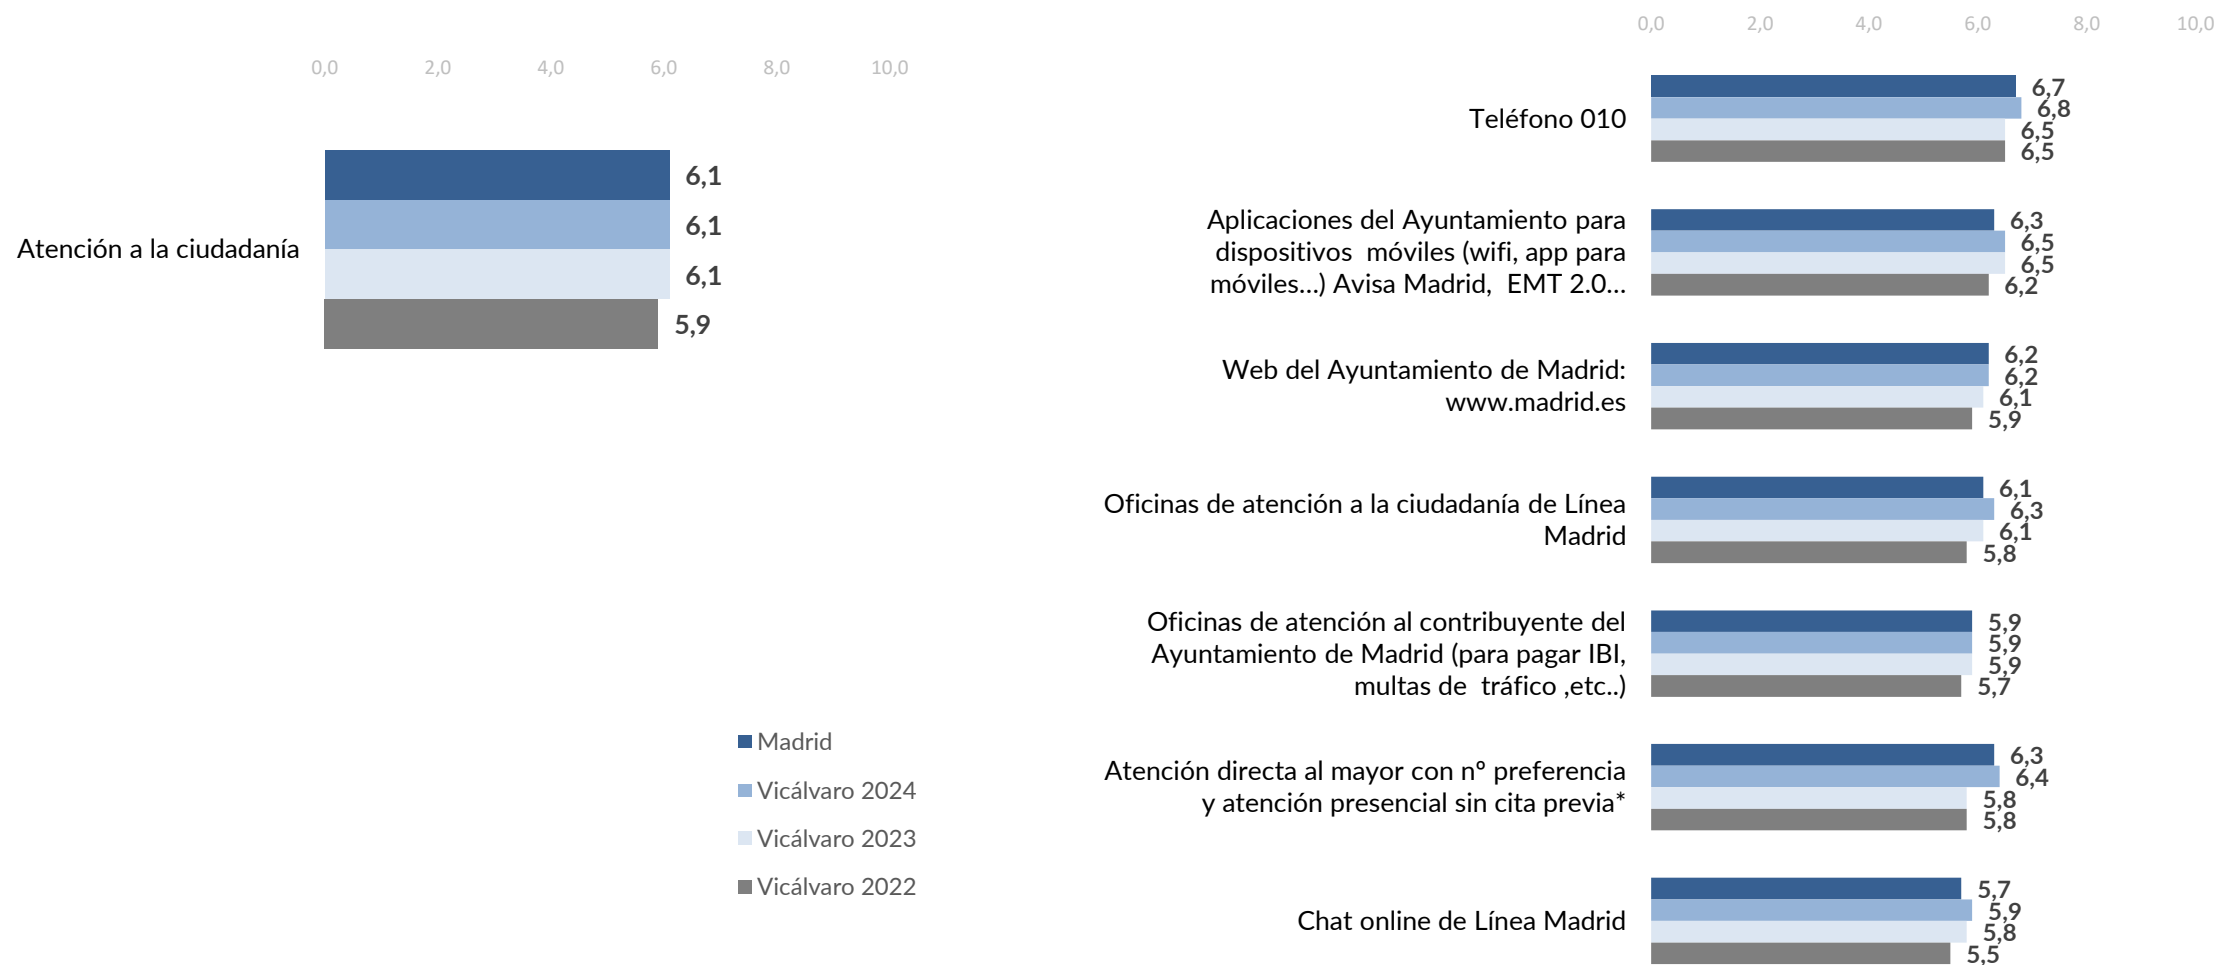 0,0 2,0 4,0 6,0 8,0 10,0
Atención a la ciudadanía
6,1
6,1
6,1
5,9
Madrid
Vicálvaro 2024
Vicálvaro 2023
Vicálvaro 2022
0,0 2,0 4,0 6,0 8,0 10,0
Teléfono 010
6,7
6,8
6,5
6,5
Aplicaciones del Ayuntamiento para
dispositivos  móviles (wifi, app para
móviles...) Avisa Madrid,  EMT 2.0...
6,3
6,5
6,5
6,2
Web del Ayuntamiento de Madrid:
www.madrid.es
6,2
6,2
6,1
5,9
Oficinas de atención a la ciudadanía de Línea
Madrid
6,1
6,3
6,1
5,8
Oficinas de atención al contribuyente del
Ayuntamiento de Madrid (para pagar IBI,
multas de  tráfico ,etc..)
5,9
5,9
5,9
5,7
Atención directa al mayor con nº preferencia
y atención presencial sin cita previa*
6,3
6,4
5,8
5,8
Chat online de Línea Madrid
5,7
5,9
5,8
5,5